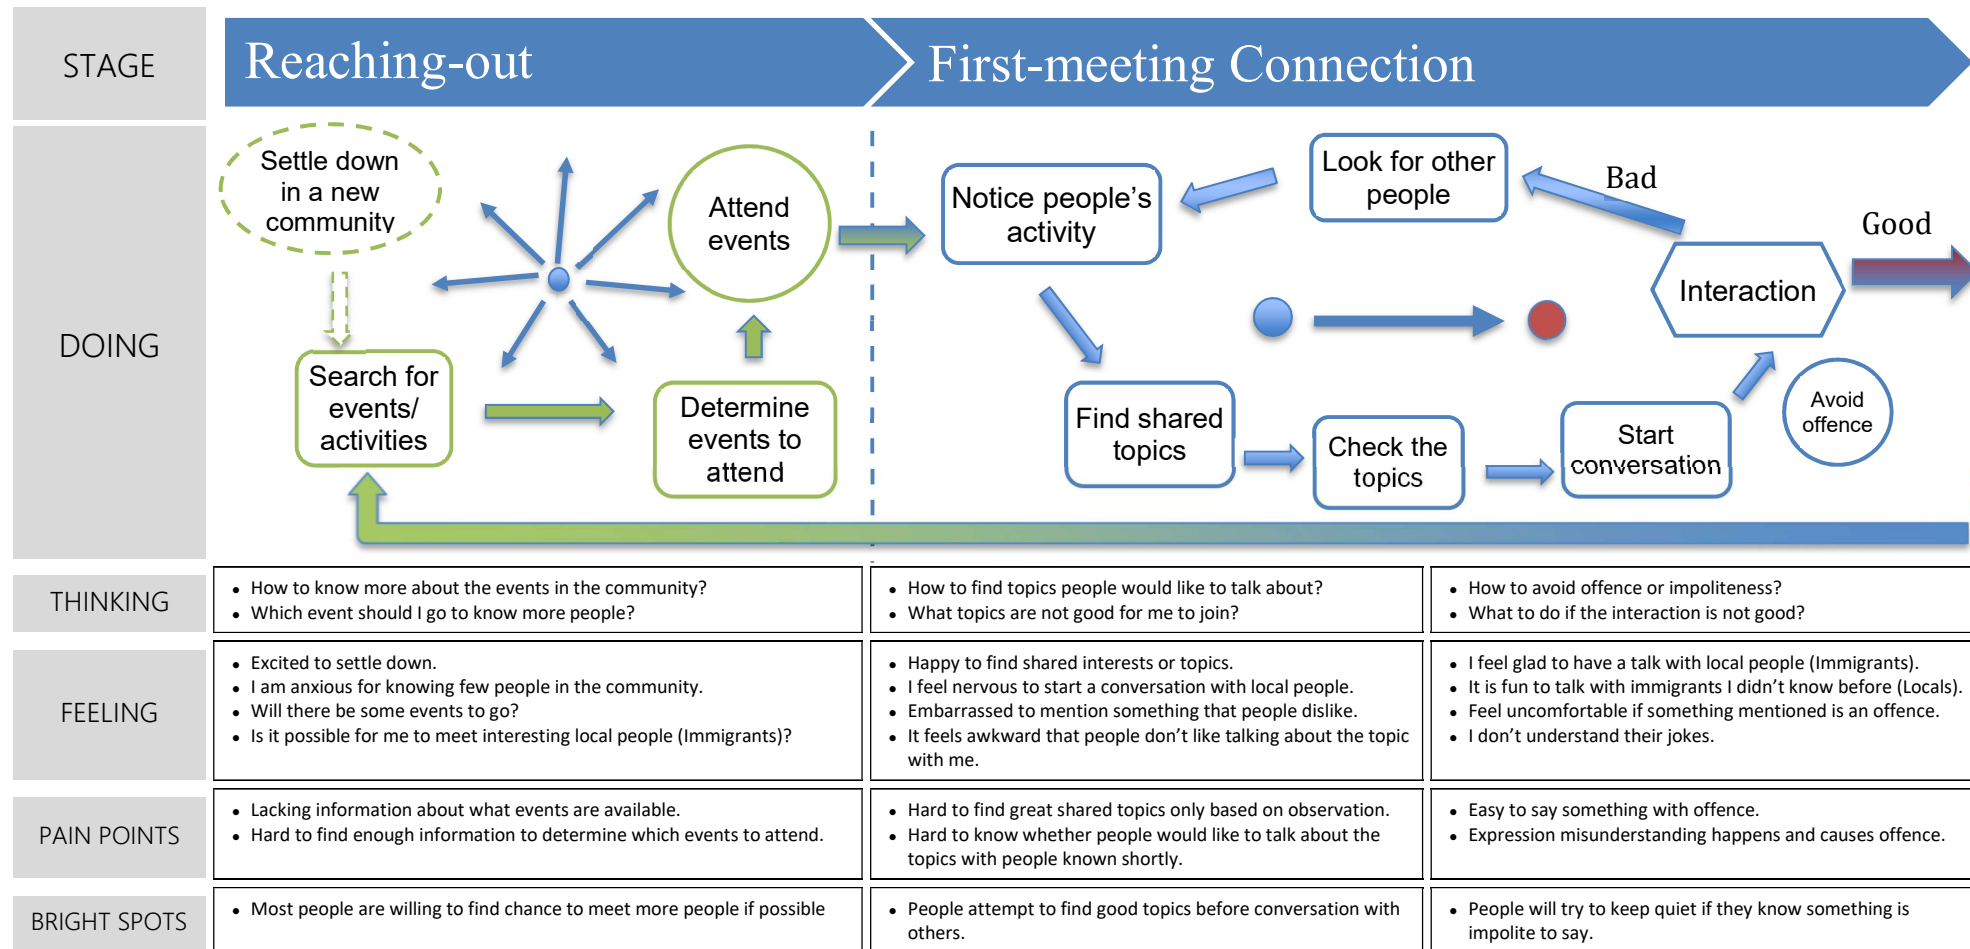 STAGE
Reaching-out
First-meeting Connection
DOING
Settle down
in a new
community
Search for
events/
activities
Determine
events to
attend
Attend
events
Notice people’s
activity
Look for other
people
Bad
Good
Interaction
Find shared
topics
Check the
topics
Start
conversation
Avoid
offence
THINKING
• How to know more about the events in the community?
• Which event should I go to know more people?
• How to find topics people would like to talk about?
• What topics are not good for me to join?
• How to avoid offence or impoliteness?
• What to do if the interaction is not good?
FEELING
• Excited to settle down.
• I am anxious for knowing few people in the community.
• Will there be some events to go?
• Is it possible for me to meet interesting local people (Immigrants)?
• Happy to find shared interests or topics.
• I feel nervous to start a conversation with local people.
• Embarrassed to mention something that people dislike.
• It feels awkward that people don’t like talking about the topic
with me.
• I feel glad to have a talk with local people (Immigrants).
• It is fun to talk with immigrants I didn’t know before (Locals).
• Feel uncomfortable if something mentioned is an offence.
• I don’t understand their jokes.
PAIN POINTS
• Lacking information about what events are available.
• Hard to find enough information to determine which events to attend.
• Hard to find great shared topics only based on observation.
• Hard to know whether people would like to talk about the
topics with people known shortly.
• Easy to say something with offence.
• Expression misunderstanding happens and causes offence.
BRIGHT SPOTS
• Most people are willing to find chance to meet more people if possible
• People attempt to find good topics before conversation with
others.
• People will try to keep quiet if they know something is
impolite to say.